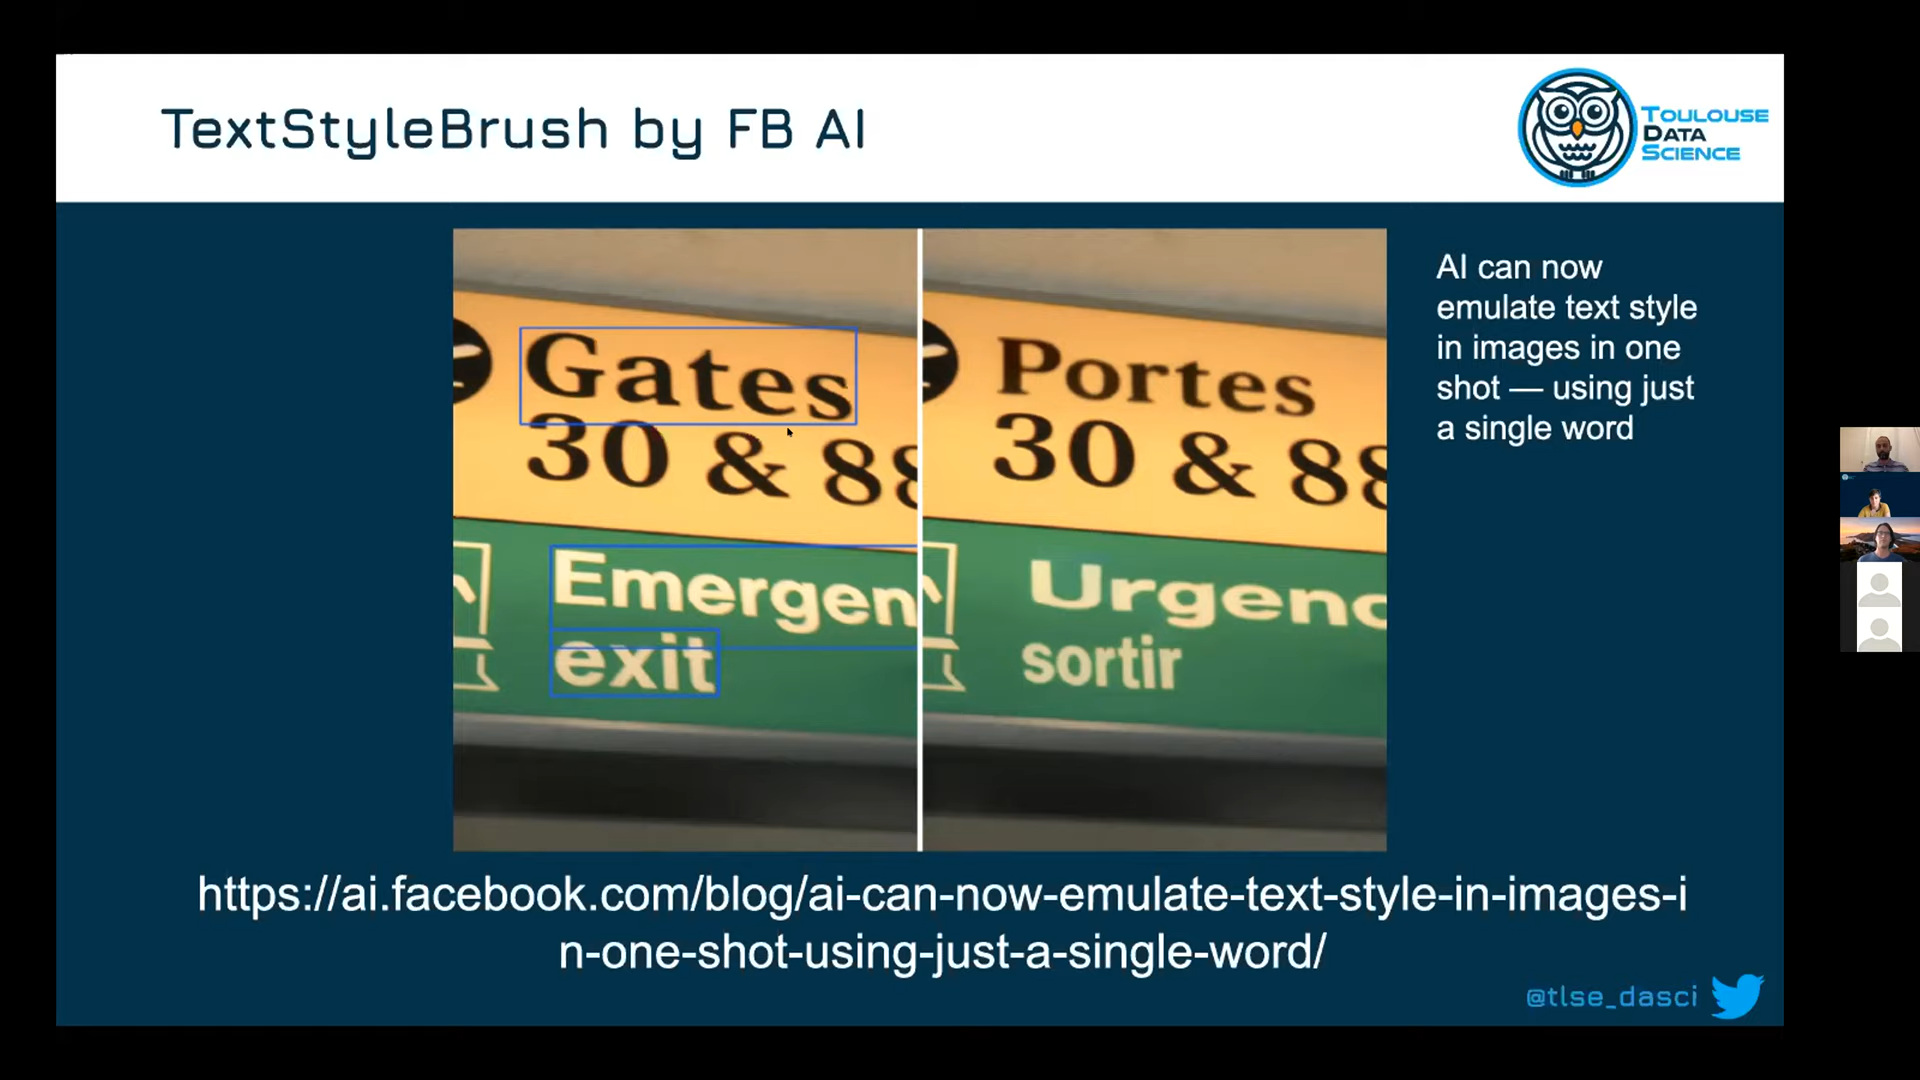 TextStyleBrush by FB AI
TOULOUSE
DATA
SCIENCE
Gates
30 & 88
Emergen
exit
Portes
30 & 88
Urgenc
sortir
AI can now
emulate text style
in images in one
shot — using just
a single word
https://ai.facebook.com/blog/ai-can-now-emulate-text-style-in-images-i
n-one-shot-using-just-a-single-word/
@tlse_dasci